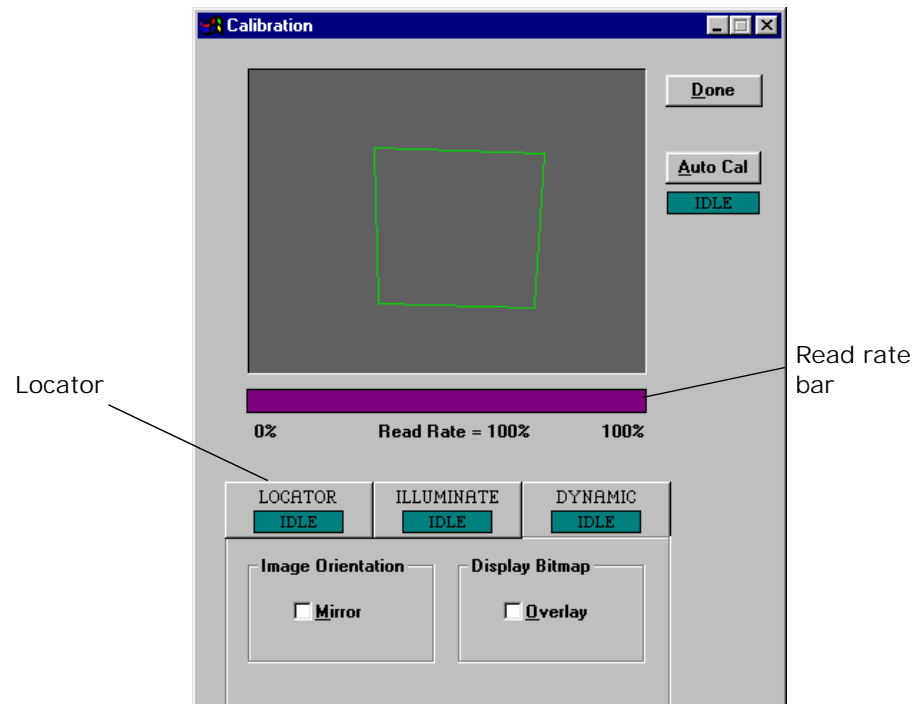 Calibration
Done
Auto Cal
IDLE
Read rate
bar
Locator
0% Read Rate = 100% 100%
LOCATOR ILLUMINATE DYNAMIC
IDLE IDLE IDLE
Image Orientation Display Bitmap
Mirror Overlay